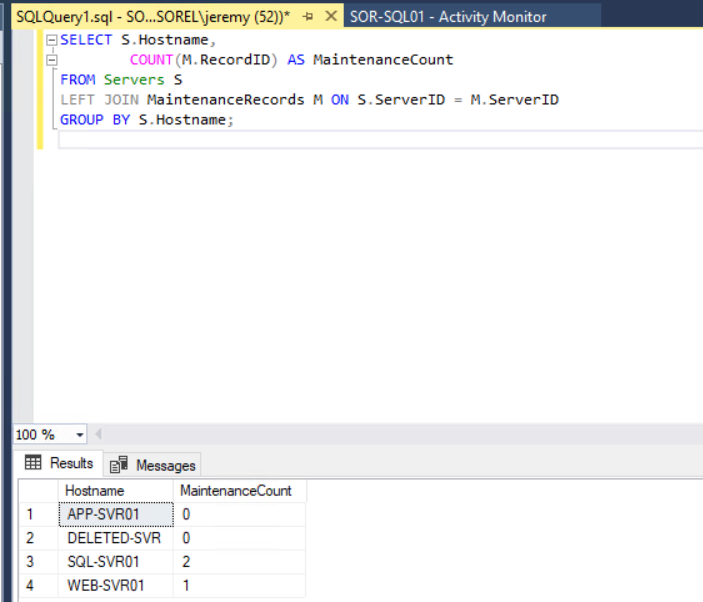 SQLQuery1.sql - SO...SOREL\jeremy (52))* SOR-SQL01 - Activity Monitor
SELECT S.Hostname,
COUNT(M.RecordID) AS MaintenanceCount
FROM Servers S
LEFT JOIN MaintenanceRecords M ON S.ServerID = M.ServerID
GROUP BY S.Hostname;
100 %
Results Messages
Hostname MaintenanceCount
1 APP-SVR01 0
2 DELETED-SVR 0
3 SQL-SVR01 2
4 WEB-SVR01 1